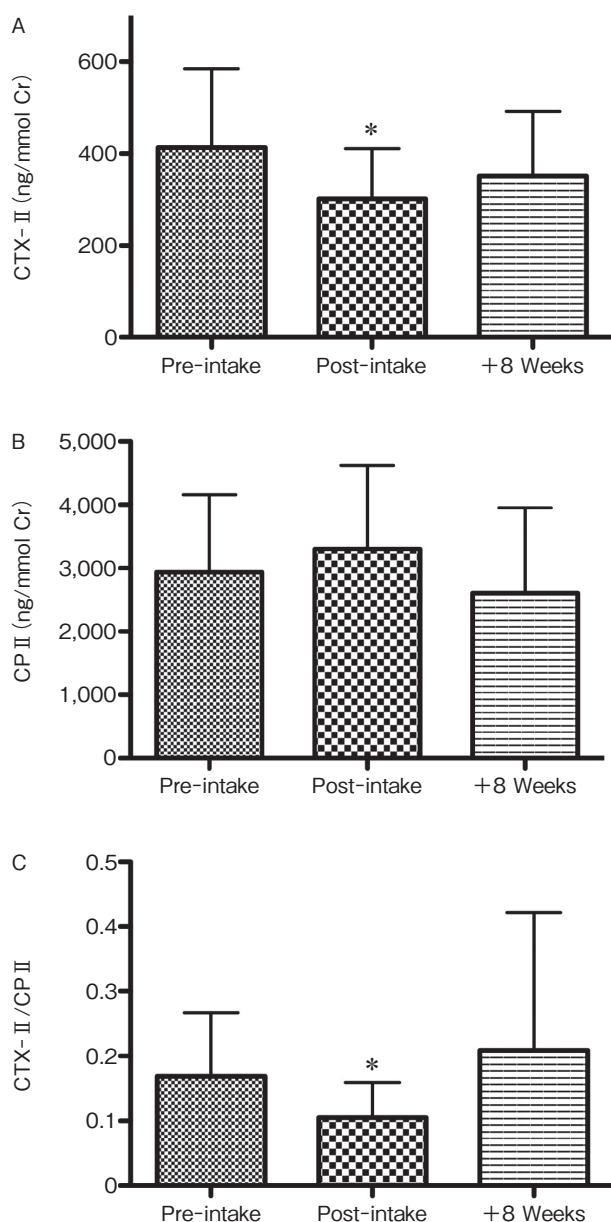 A
CTX-Ⅱ (ng/mmol Cr)
600
400
200
0
*
Pre-intake Post-intake +8 Weeks
B
CPⅡ (ng/mmol Cr)
5,000
4,000
3,000
2,000
1,000
0
Pre-intake Post-intake +8 Weeks
C
CTX-Ⅱ/CPⅡ
0.5
0.4
0.3
0.2
0.1
0
*
Pre-intake Post-intake +8 Weeks